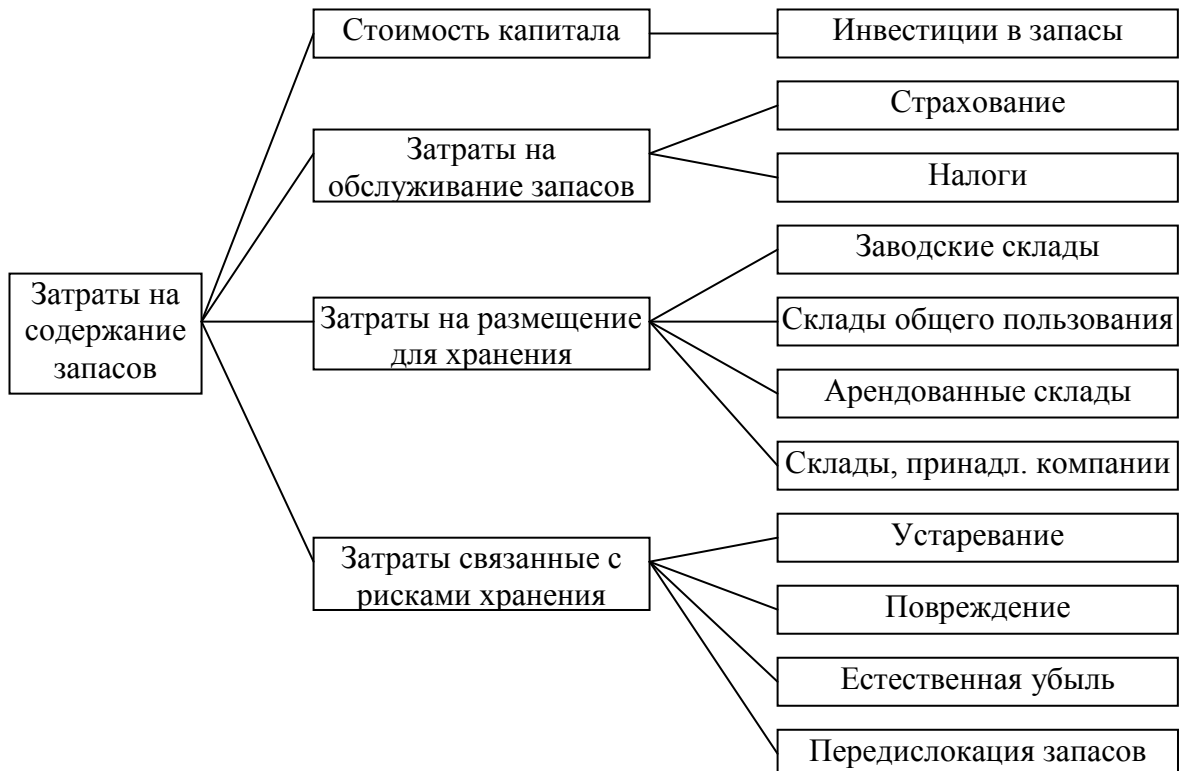 Стоимость капитала
Инвестиции в запасы
Страхование
Затраты на
обслуживание запасов
Налоги
Затраты на
содержание
запасов
Заводские склады
Затраты на размещение
для хранения
Склады общего пользования
Арендованные склады
Склады, принадл. компании
Затраты связанные с
рисками хранения
Устаревание
Повреждение
Естественная убыль
Передислокация запасов